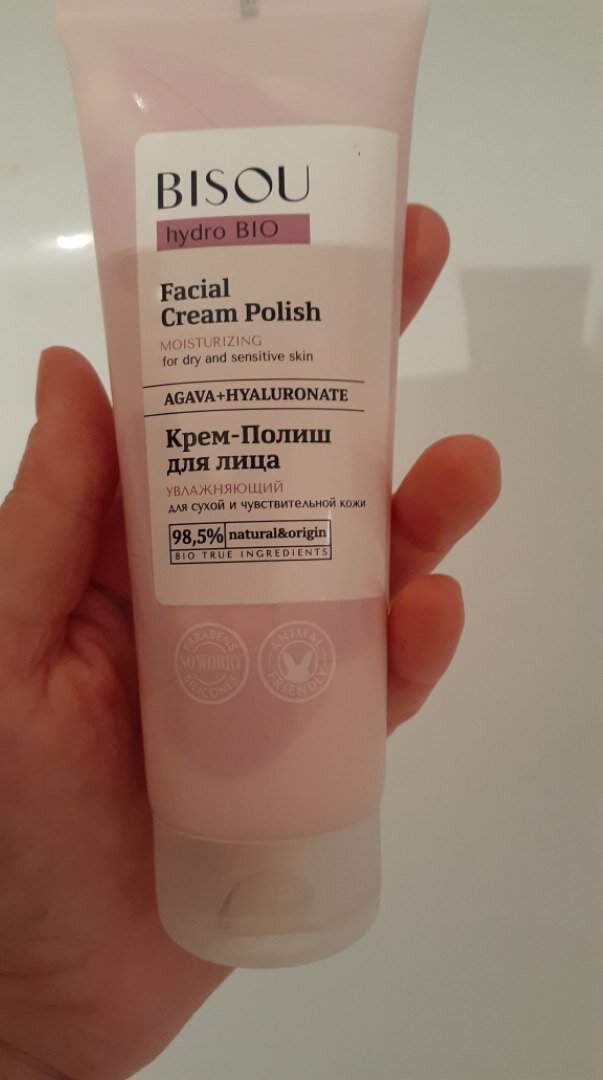 BISOU
hydro BIO
Facial
Cream Polish
MOISTURIZING
for dry and sensitive skin
AGAVA+HYALURONATE
Крем-Полиш
для лица
УВЛАЖНЯЮЩИЙ
для сухой и чувствительной кожи
98,5% natural&origin
BIO TRUE INGREDIENTS
PARABENS
NO WORRY
SILICONES
ANIMAL
FRIENDLY